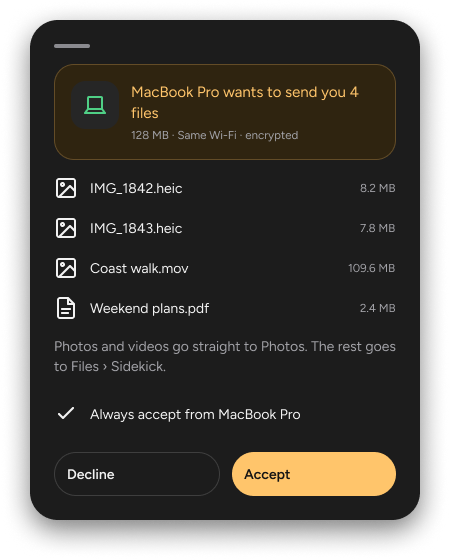 MacBook Pro wants to send you 4
files
128 MB · Same Wi-Fi · encrypted
IMG_1842.heic 8.2 MB
IMG_1843.heic 7.8 MB
Coast walk.mov 109.6 MB
Weekend plans.pdf 2.4 MB
Photos and videos go straight to Photos. The rest goes
to Files › Sidekick.
Always accept from MacBook Pro
Decline Accept